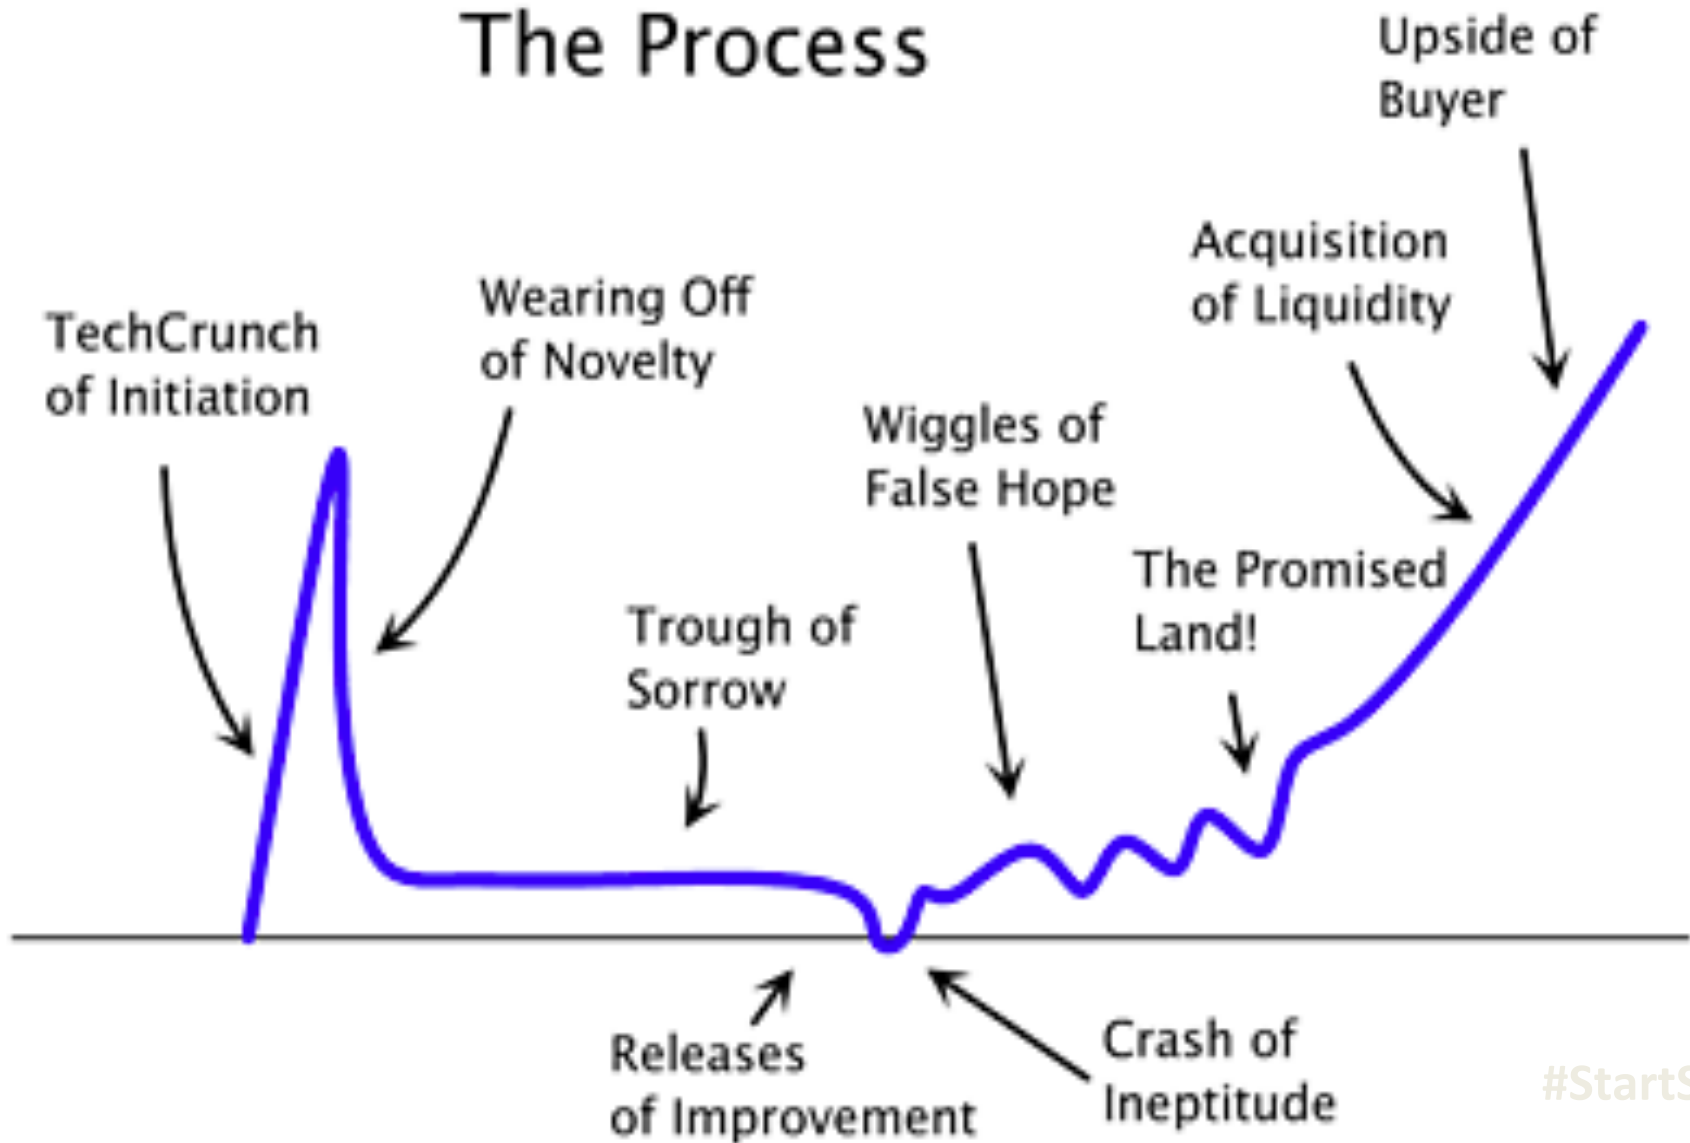 The Process
Upside of
Buyer
Acquisition
of Liquidity
Wearing Off
of Novelty
TechCrunch
of Initiation
Wiggles of
False Hope
The Promised
Land!
Trough of
Sorrow
Releases
of Improvement
Crash of
Ineptitude
#StartS